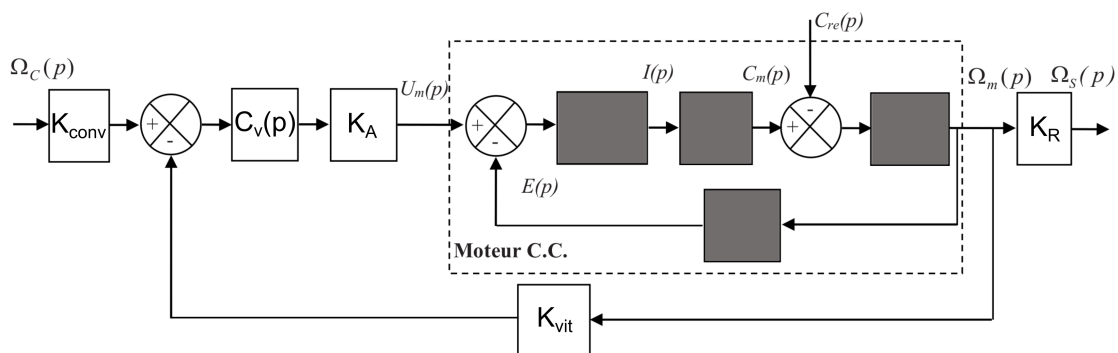 C_re(p)
Ω_C(p)
U_m(p)
I(p)
C_m(p)
Ω_m(p)
Ω_S(p)
K_conv
+
-
C_v(p)
K_A
+
-
+
-
K_R
E(p)
Moteur C.C.
K_vit